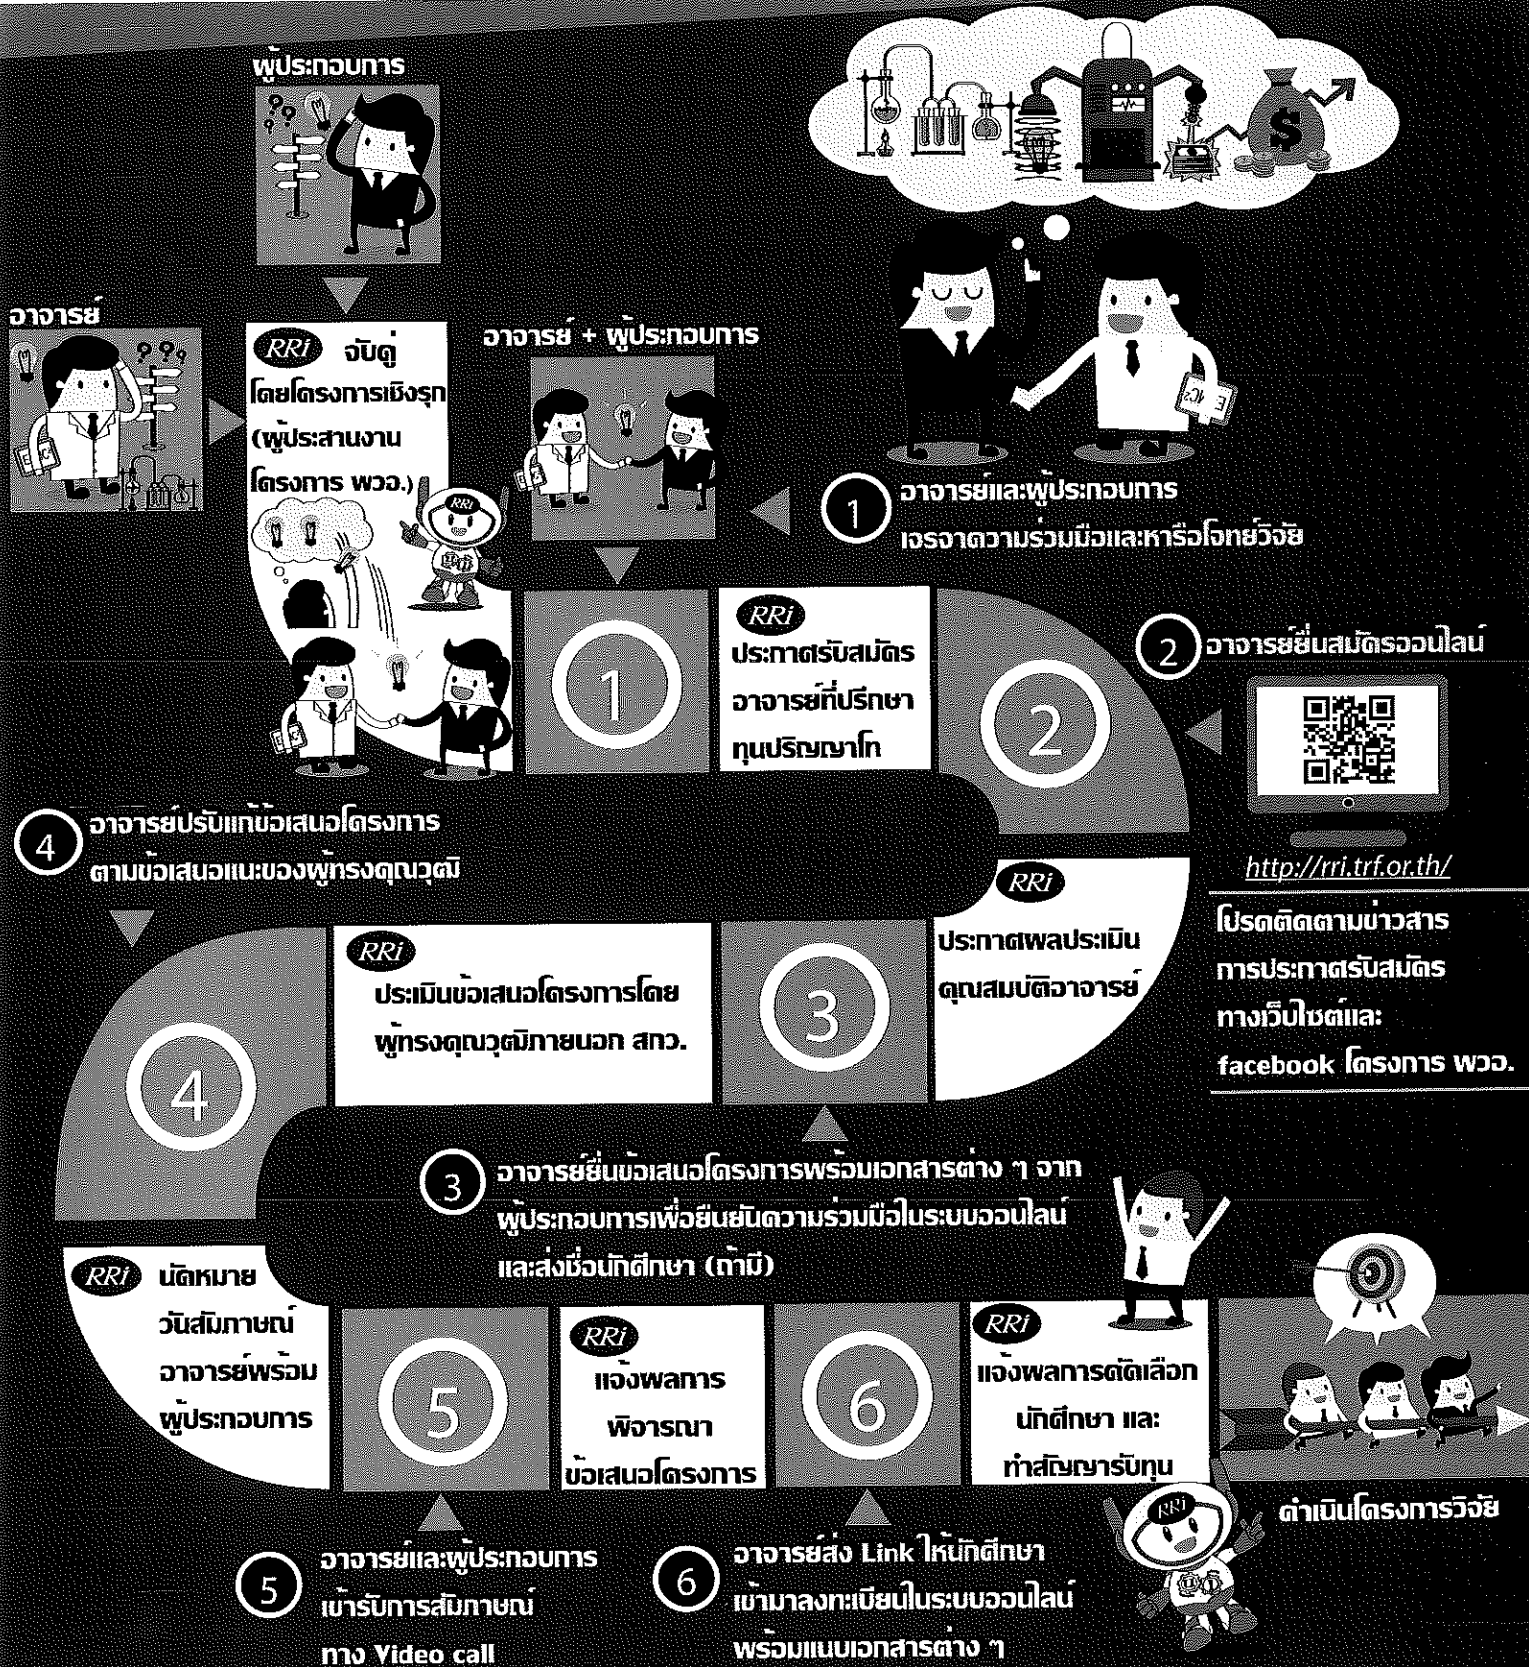 ผู้ประกอบการ
อาจารย์
RRi จับคู่
โดยโครงการเชิงรุก
(ผู้ประสานงาน
โครงการ พวอ.)
RRi
อาจารย์ + ผู้ประกอบการ
1 อาจารย์และผู้ประกอบการ
เจรจาความร่วมมือและหารือโจทย์วิจัย
1
RRi
ประกาศรับสมัคร
อาจารย์ที่ปรึกษา
ทุนปริญญาโท
2
2 อาจารย์ยื่นสมัครออนไลน์
http://rri.trf.or.th/
โปรดติดตามข่าวสาร
การประกาศรับสมัคร
ทางเว็บไซต์และ
facebook โครงการ พวอ.
RRi
ประกาศผลประเมิน
คุณสมบัติอาจารย์
3
3 อาจารย์ยื่นข้อเสนอโครงการพร้อมเอกสารต่าง ๆ จาก
ผู้ประกอบการเพื่อยืนยันความร่วมมือในระบบออนไลน์
และส่งชื่อนักศึกษา (ถ้ามี)
RRi
ประเมินข้อเสนอโครงการโดย
ผู้ทรงคุณวุฒิภายนอก สกว.
4 อาจารย์ปรับแก้ข้อเสนอโครงการ
ตามข้อเสนอแนะของผู้ทรงคุณวุฒิ
4
RRi นัดหมาย
วันสัมภาษณ์
อาจารย์พร้อม
ผู้ประกอบการ
5
5 อาจารย์และผู้ประกอบการ
เข้ารับการสัมภาษณ์
ทาง Video call
RRi
แจ้งผลการ
พิจารณา
ข้อเสนอโครงการ
6
6 อาจารย์ส่ง Link ให้นักศึกษา
เข้ามาลงทะเบียนในระบบออนไลน์
พร้อมแนบเอกสารต่าง ๆ
RRi
แจ้งผลการคัดเลือก
นักศึกษา และ
ทำสัญญารับทุน
RRi
ดำเนินโครงการวิจัย